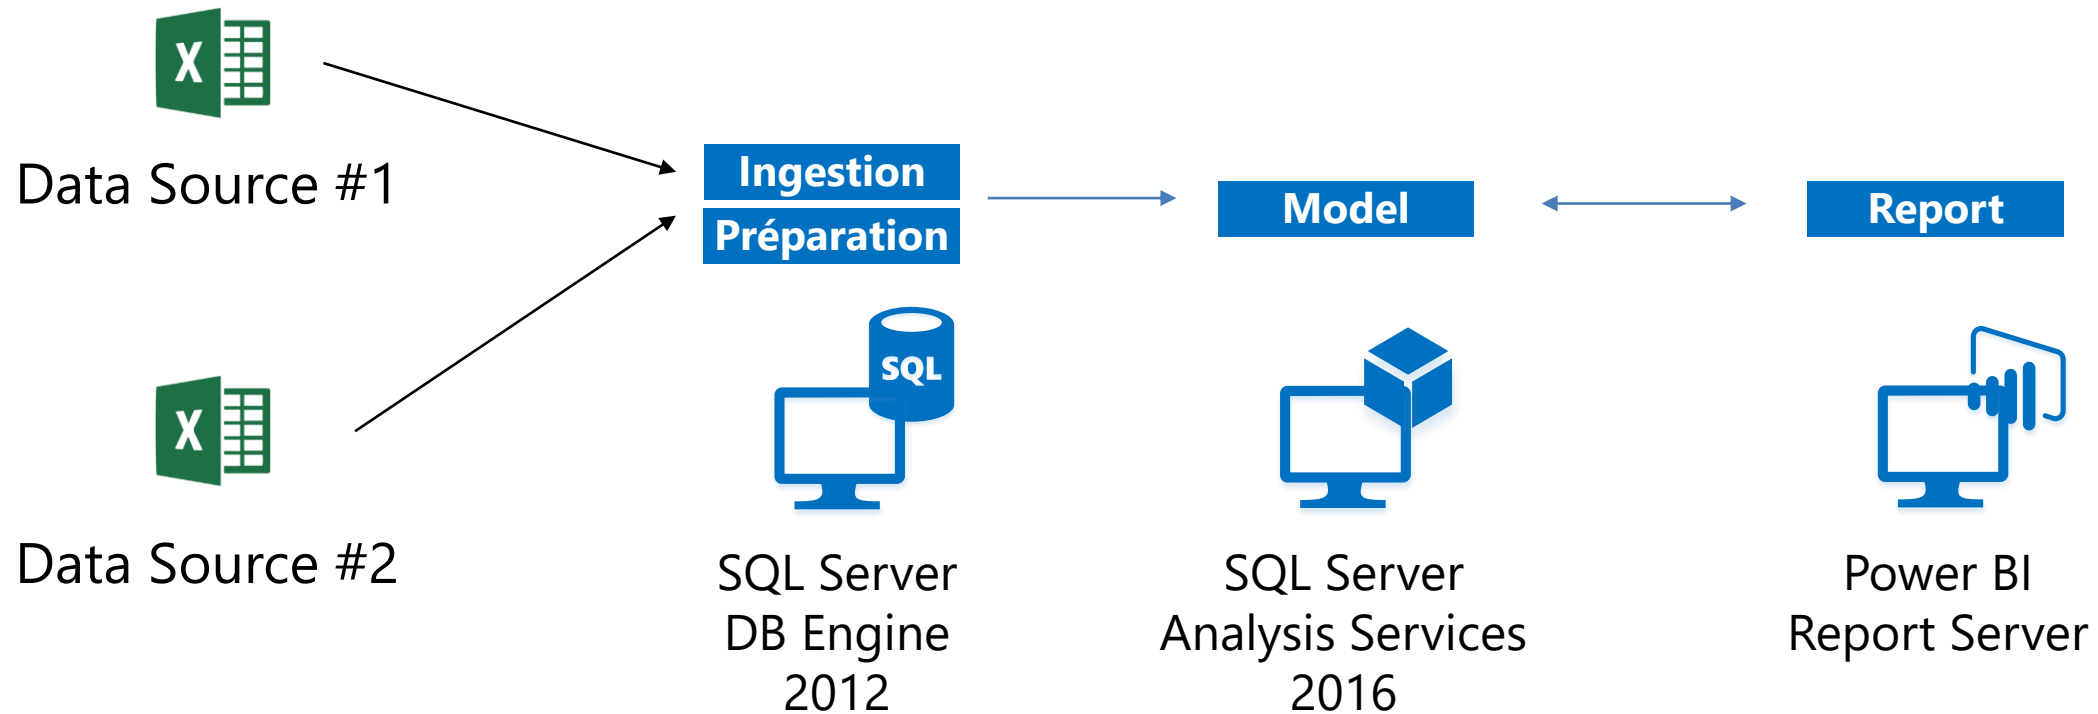 X
Data Source #1
X
Data Source #2
Ingestion
Préparation
SQL
SQL Server
DB Engine
2012
Model
SQL Server
Analysis Services
2016
Report
Power BI
Report Server